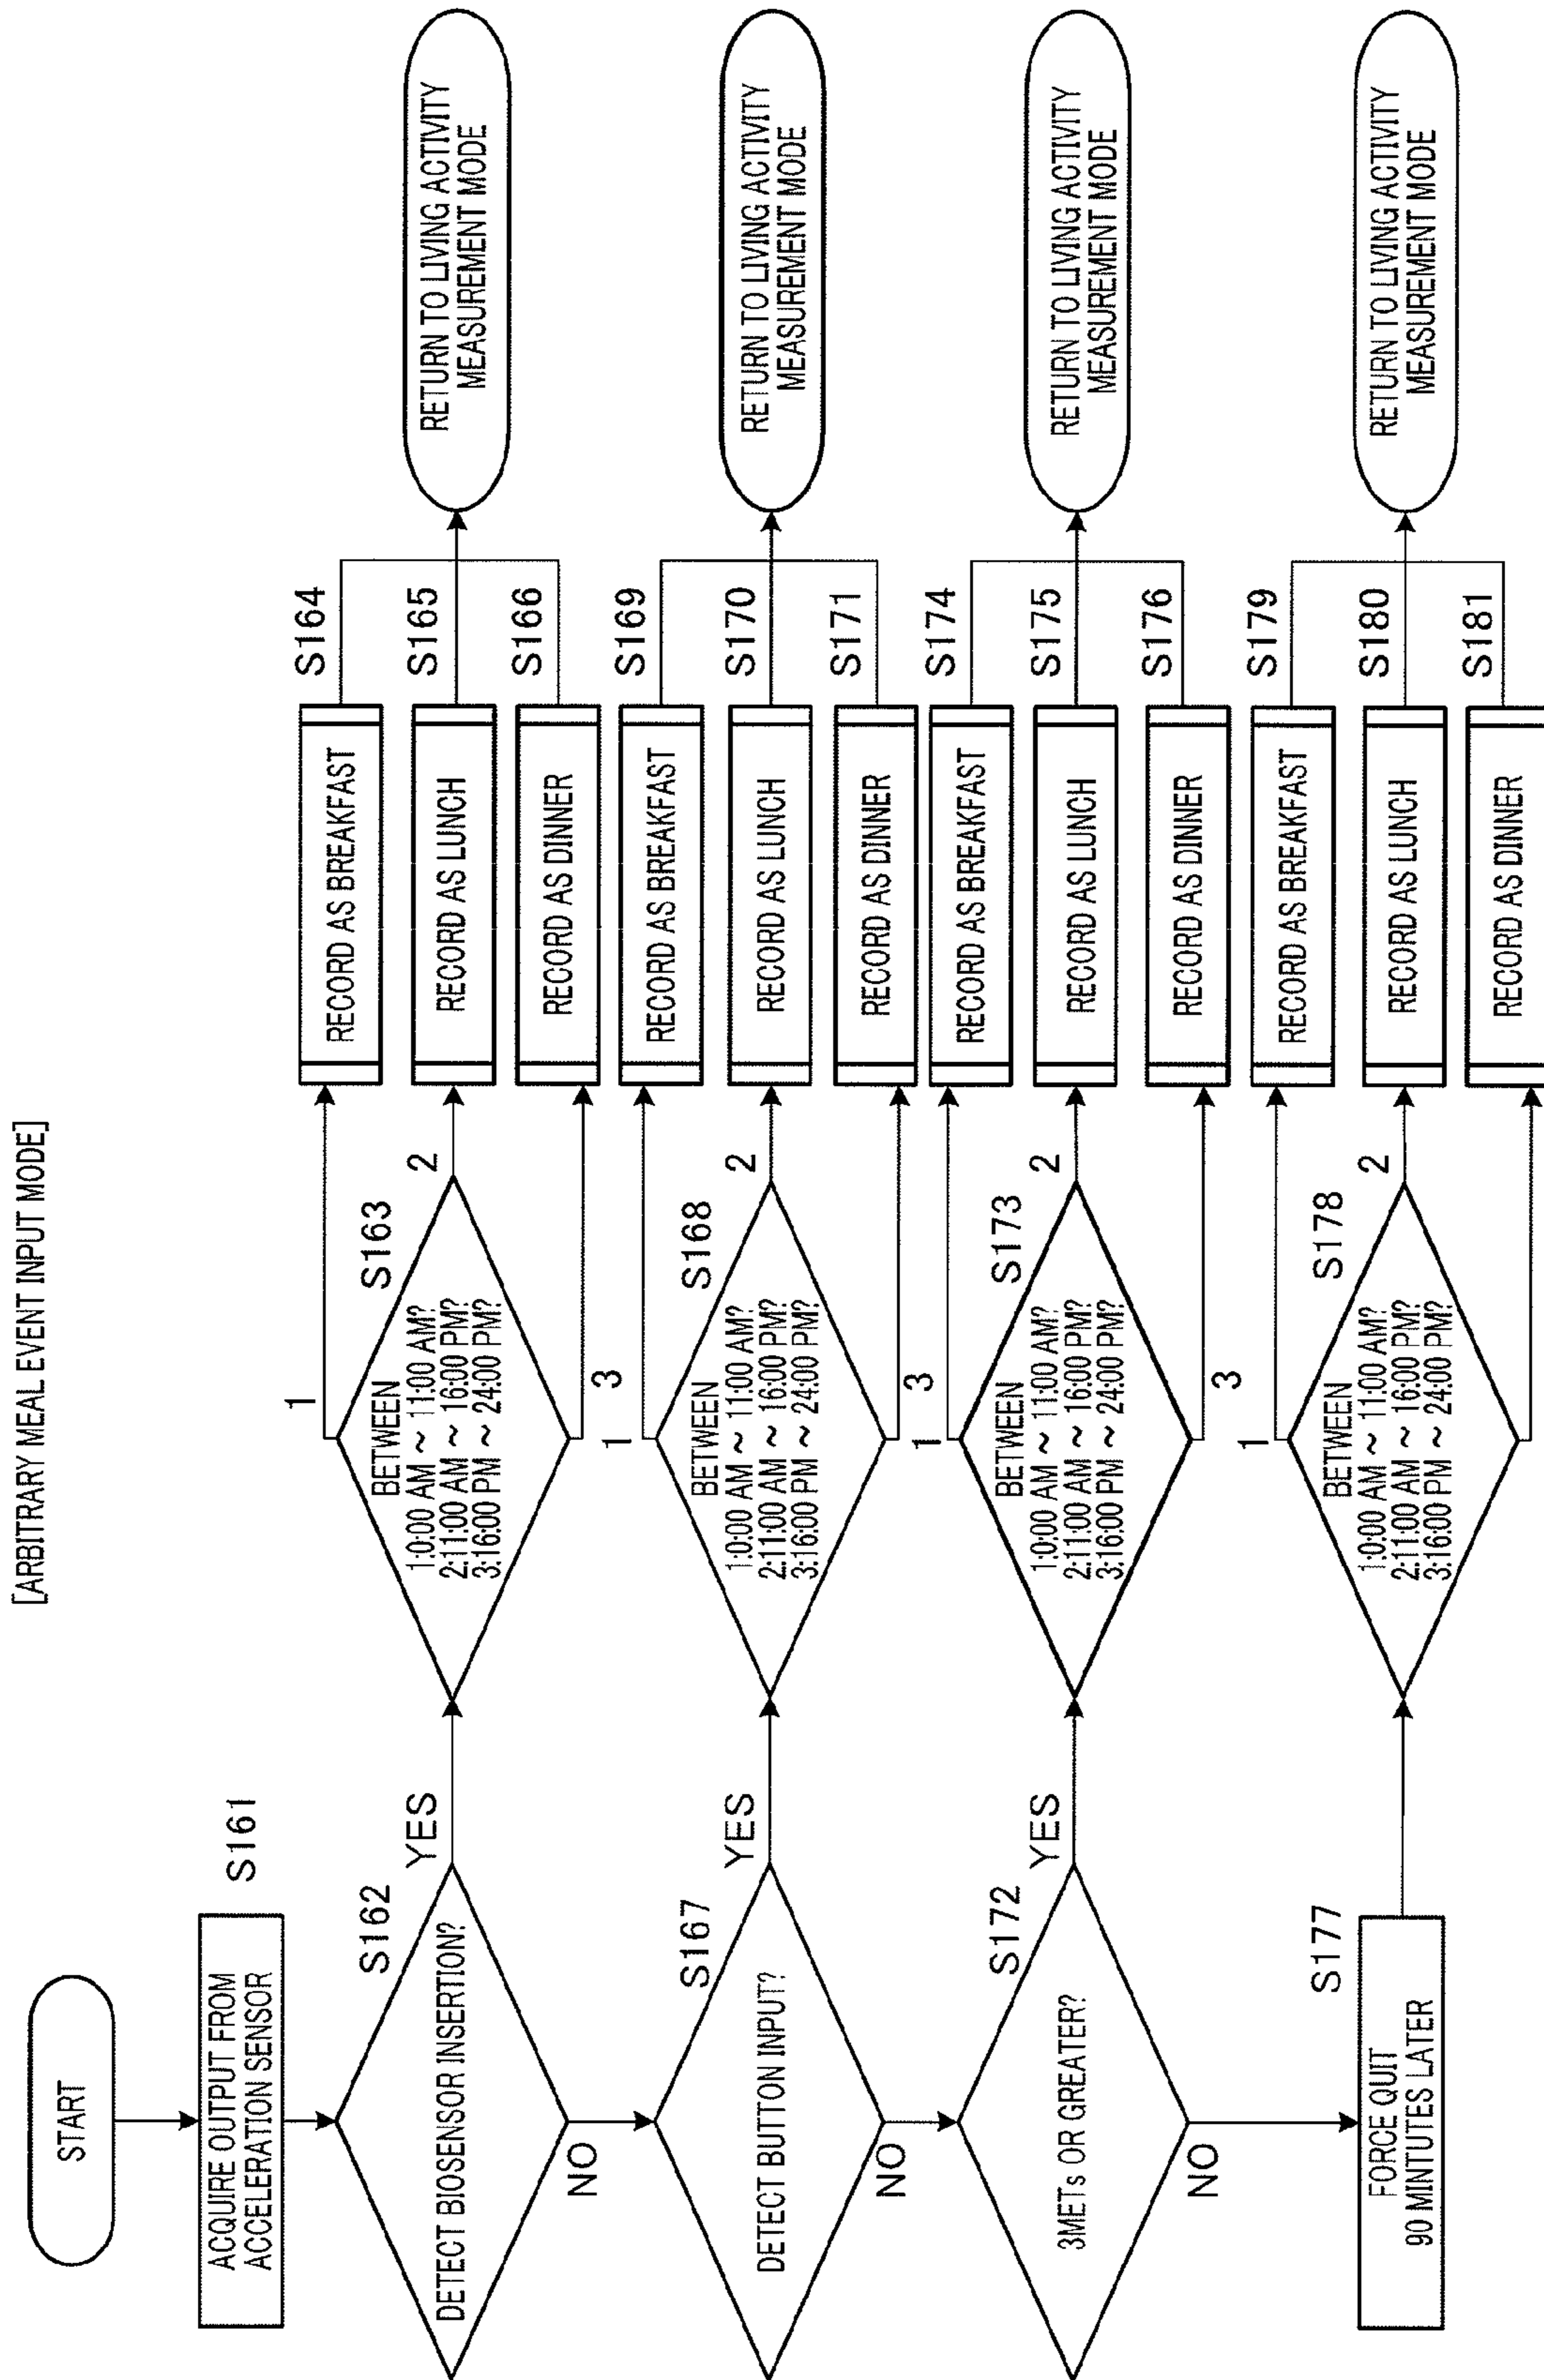 [ARBITRARY MEAL EVENT INPUT MODE]
START
ACQUIRE OUTPUT FROM
ACCELERATION SENSOR
S161
DETECT BIOSENSOR INSERTION?
S162
YES
NO
BETWEEN
1:0:00 AM ~ 11:00 AM?
2:11:00 AM ~ 16:00 PM?
3:16:00 PM ~ 24:00 PM?
S163
1
2
3
RECORD AS BREAKFAST
S164
RECORD AS LUNCH
S165
RECORD AS DINNER
S166
RETURN TO LIVING ACTIVITY
MEASUREMENT MODE
DETECT BUTTON INPUT?
S167
YES
NO
BETWEEN
1:0:00 AM ~ 11:00 AM?
2:11:00 AM ~ 16:00 PM?
3:16:00 PM ~ 24:00 PM?
S168
1
2
3
RECORD AS BREAKFAST
S169
RECORD AS LUNCH
S170
RECORD AS DINNER
S171
RETURN TO LIVING ACTIVITY
MEASUREMENT MODE
3METs OR GREATER?
S172
YES
NO
BETWEEN
1:0:00 AM ~ 11:00 AM?
2:11:00 AM ~ 16:00 PM?
3:16:00 PM ~ 24:00 PM?
S173
1
2
3
RECORD AS BREAKFAST
S174
RECORD AS LUNCH
S175
RECORD AS DINNER
S176
RETURN TO LIVING ACTIVITY
MEASUREMENT MODE
FORCE QUIT
90 MINTUTES LATER
S177
BETWEEN
1:0:00 AM ~ 11:00 AM?
2:11:00 AM ~ 16:00 PM?
3:16:00 PM ~ 24:00 PM?
S178
1
2
RECORD AS BREAKFAST
S179
RECORD AS LUNCH
S180
RECORD AS DINNER
S181
RETURN TO LIVING ACTIVITY
MEASUREMENT MODE